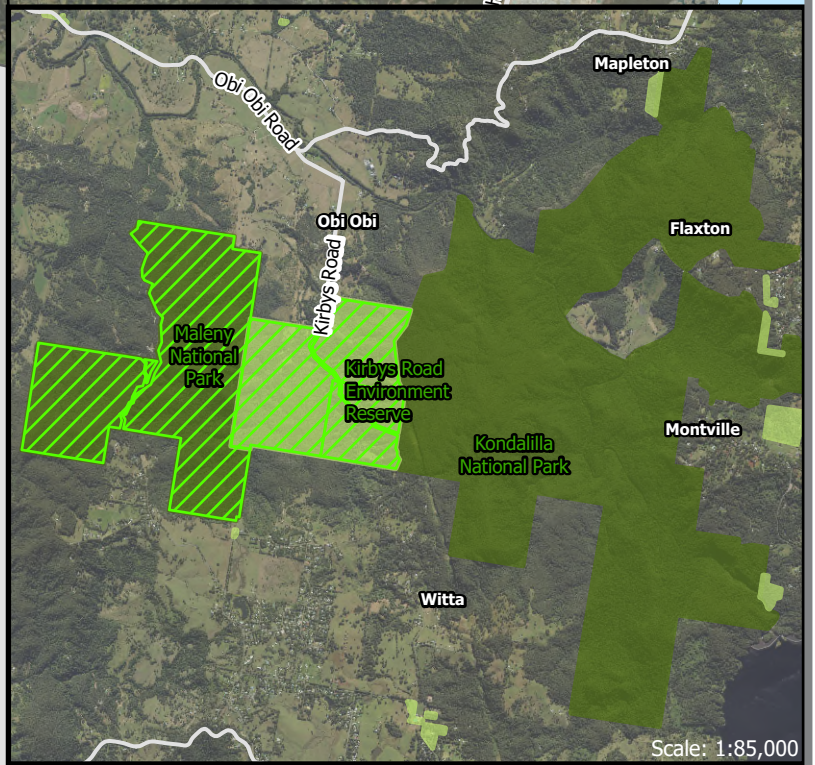 Mapleton
Obi Obi Road
Obi Obi
Flaxton
Kirbys Road
Maleny
National
Park
Kirbys Road
Environment
Reserve
Montville
Kondalilla
National Park
Witta
Scale: 1:85,000